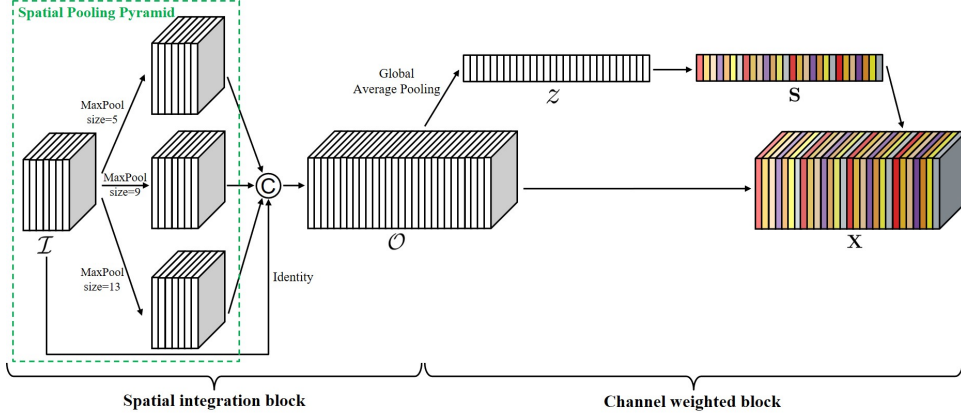 Spatial Pooling Pyramid
MaxPool
size=5
MaxPool
size=9
MaxPool
size=13
I
C
Identity
O
Global
Average Pooling
z
S
X
Spatial integration block
Channel weighted block